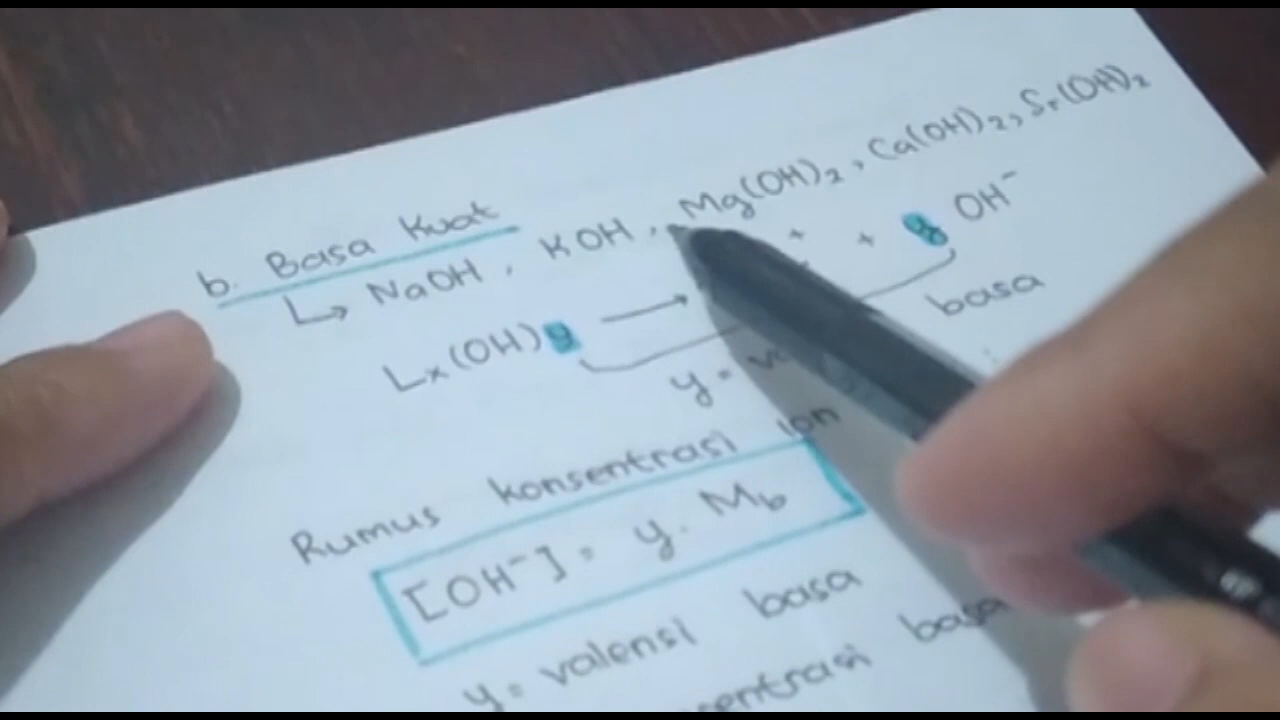 b. Basa Kuat
↳ NaOH, KOH, Mg(OH)₂, Ca(OH)₂, Sr(OH)₂
Lx(OH)y → + + y OH⁻
y = basa
Rumus konsentrasi ion
[OH⁻] = y. Mb
y = valensi basa
basa